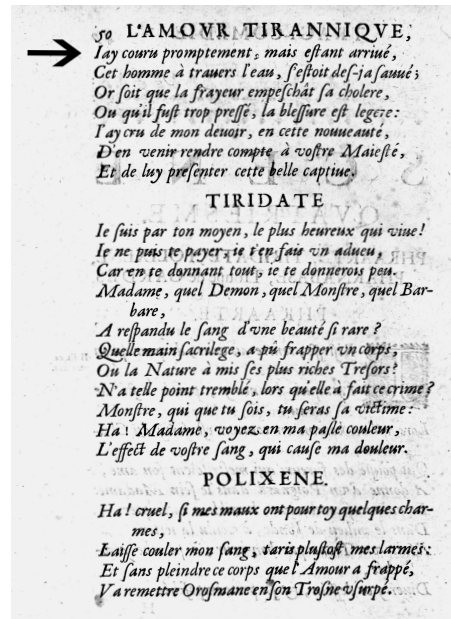 50 L'AMOVR TIRANNIQVE,
I'ay couru promptement, mais eſtant arriué,
Cet homme à trauers l'eau, s'eſtoit deſ-ja ſauué;
Or ſoit que la frayeur empeſchât ſa cholere,
Ou qu'il fuſt trop preſſé, la bleſſure eſt legere:
I'ay cru de mon deuoir, en cette nouueauté,
D'en venir rendre compte à voſtre Maieſté,
Et de luy preſenter cette belle captiue.
TIRIDATE
Ie ſuis par ton moyen, le plus heureux qui viue!
Ie ne puis te payer, ie t'en fais vn adueu,
Car en te donnant tout, ie te donnerois peu.
Madame, quel Demon, quel Monſtre, quel Bar-
bare,
A reſpandu le ſang d'vne beauté ſi rare?
Quelle main ſacrilege, a pû frapper vn corps,
Où la Nature à mis ſes plus riches Treſors?
N'a telle point tremblé, lors qu'elle à fait ce crime?
Monſtre, qui que tu ſois, tu ſeras ſa victime:
Ha! Madame, voyez en ma paſle couleur,
L'effect de voſtre ſang, qui cauſe ma douleur.
POLIXENE.
Ha! cruel, ſi mes maux ont pour toy quelques char-
mes,
Laiſſe couler mon ſang, taris pluſtoſt mes larmes:
Et ſans pleindre ce corps que l'Amour a frappé,
Va remettre Oroſmane en ſon Troſne vſurpé.